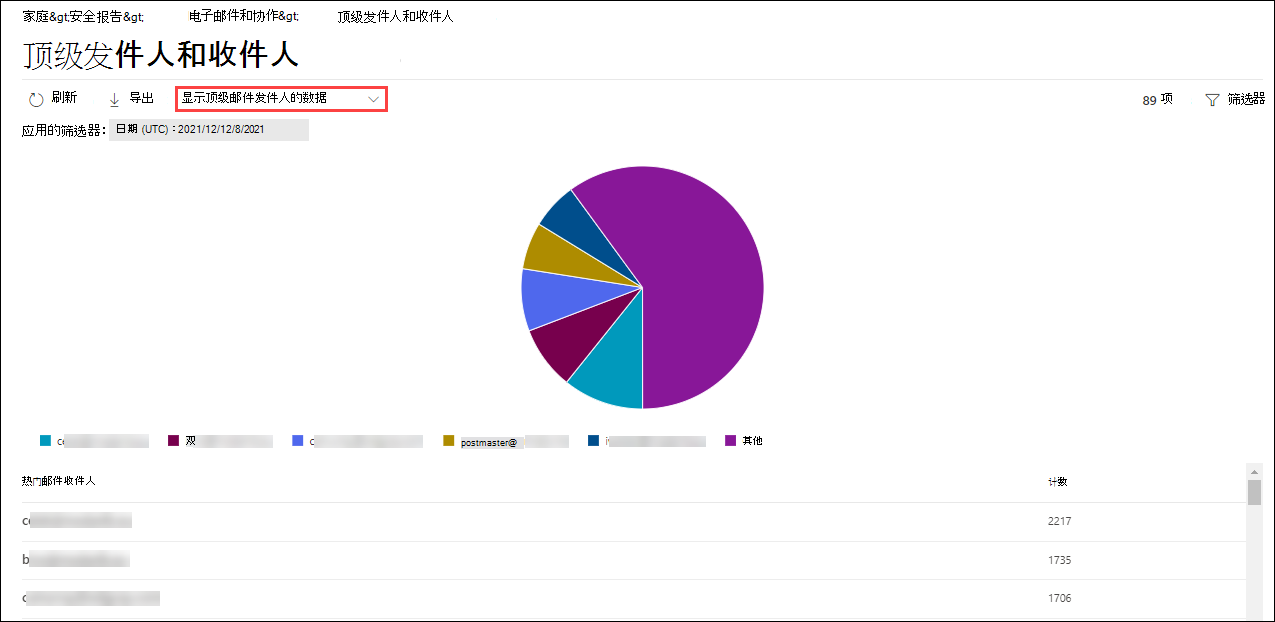 家庭&gt;安全报告&gt; 电子邮件和协作&gt; 顶级发件人和收件人
顶级发件人和收件人
刷新 导出 显示顶级邮件发件人的数据 89 项 筛选器
应用的筛选器: 日期 (UTC):2021/12/12/8/2021
双 postmaster@ 其他
热门邮件收件人 计数
2217
b 1735
1706